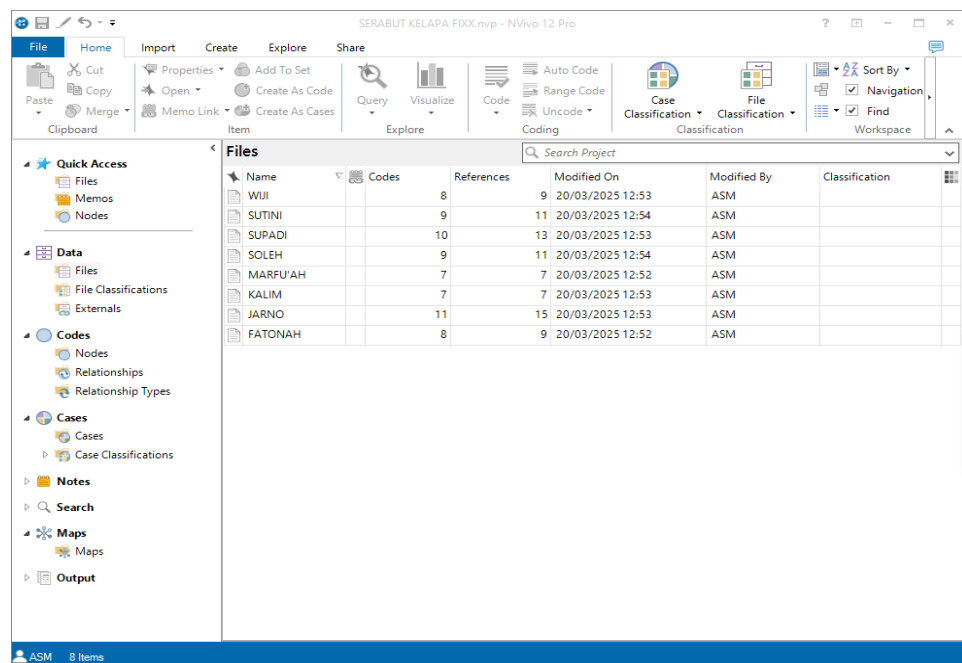 SERABUT KELAPA FIXX.nvp - NVivo 12 Pro
File Home Import Create Explore Share
Paste
Cut
Copy
Merge
Clipboard
Properties
Open
Memo Link
Add To Set
Create As Code
Create As Cases
Item
Query
Visualize
Explore
Code
Auto Code
Range Code
Uncode
Coding
Case
Classification
File
Classification
Classification
Sort By
Navigation
Find
Workspace
Quick Access
Files
Memos
Nodes
Data
Files
File Classifications
Externals
Codes
Nodes
Relationships
Relationship Types
Cases
Cases
Case Classifications
Notes
Search
Maps
Maps
Output
Files
Search Project
Name Codes References Modified On Modified By Classification
WIJI 8 9 20/03/2025 12:53 ASM
SUTINI 9 11 20/03/2025 12:54 ASM
SUPADI 10 13 20/03/2025 12:53 ASM
SOLEH 9 11 20/03/2025 12:54 ASM
MARFU'AH 7 7 20/03/2025 12:52 ASM
KALIM 7 7 20/03/2025 12:53 ASM
JARNO 11 15 20/03/2025 12:53 ASM
FATONAH 8 9 20/03/2025 12:52 ASM
ASM 8 Items